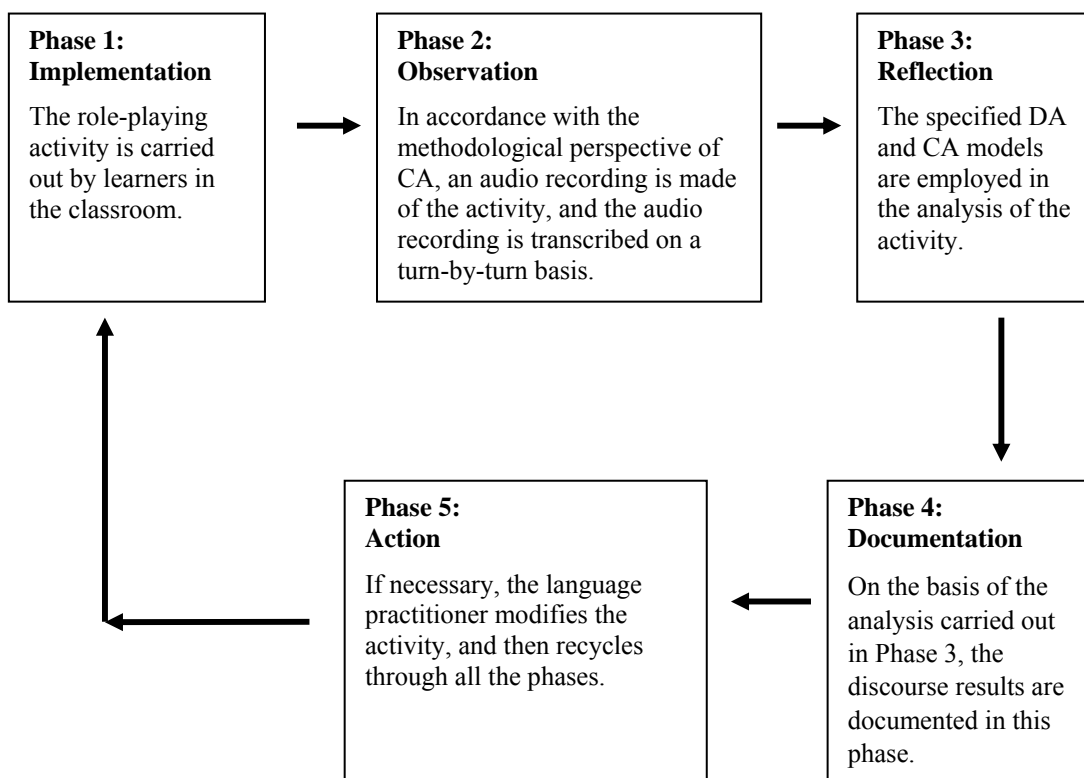 Phase 1:
Implementation
The role-playing
activity is carried
out by learners in
the classroom.
Phase 2:
Observation
In accordance with the
methodological perspective of
CA, an audio recording is made
of the activity, and the audio
recording is transcribed on a
turn-by-turn basis.
Phase 3:
Reflection
The specified DA
and CA models
are employed in
the analysis of the
activity.
Phase 4:
Documentation
On the basis of the
analysis carried out
in Phase 3, the
discourse results are
documented in this
phase.
Phase 5:
Action
If necessary, the language
practitioner modifies the
activity, and then recycles
through all the phases.